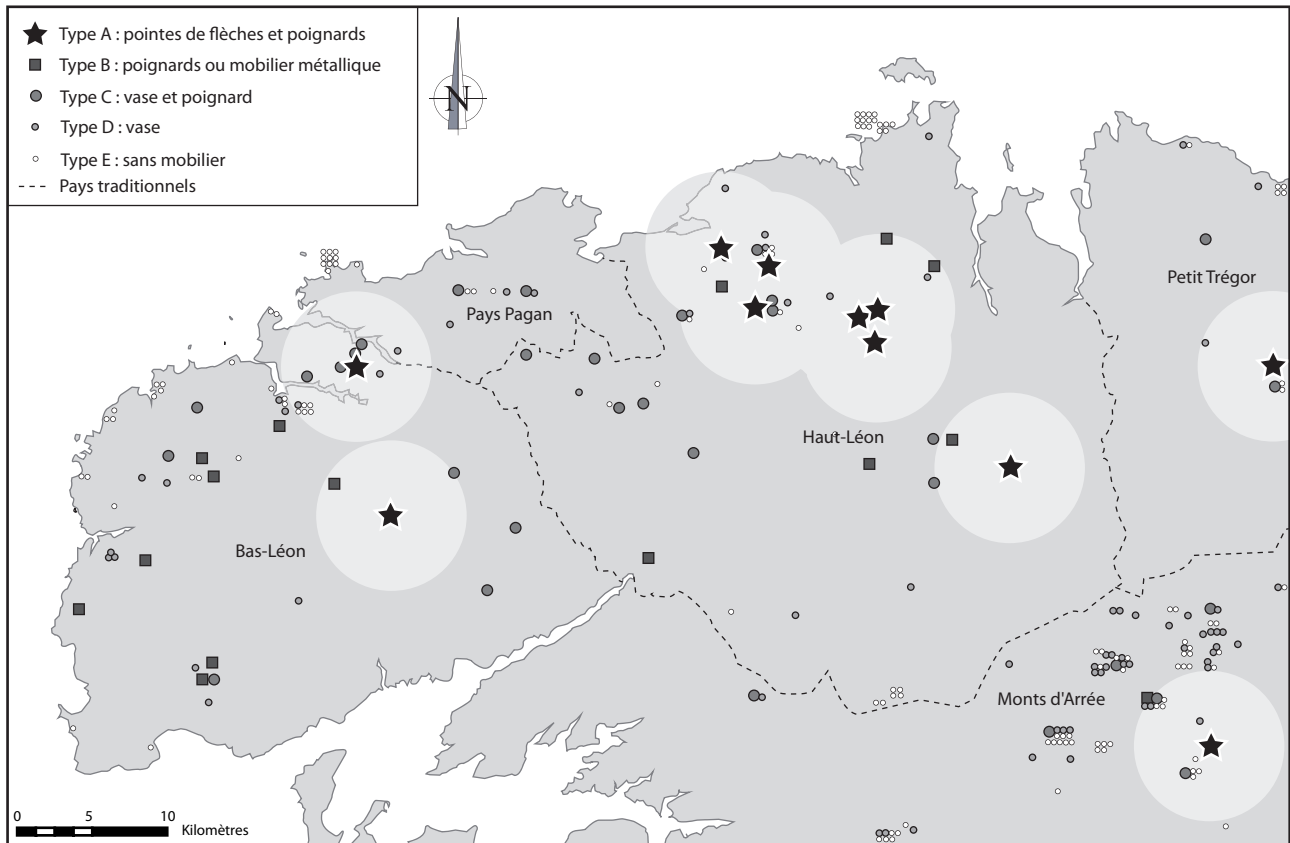 Type A : pointes de flèches et poignards
Type B : poignards ou mobilier métallique
Type C : vase et poignard
Type D : vase
Type E : sans mobilier
Pays traditionnels
N
Petit Trégor
Pays Pagan
Haut-Léon
Bas-Léon
Monts d'Arrée
0 5 10
Kilomètres